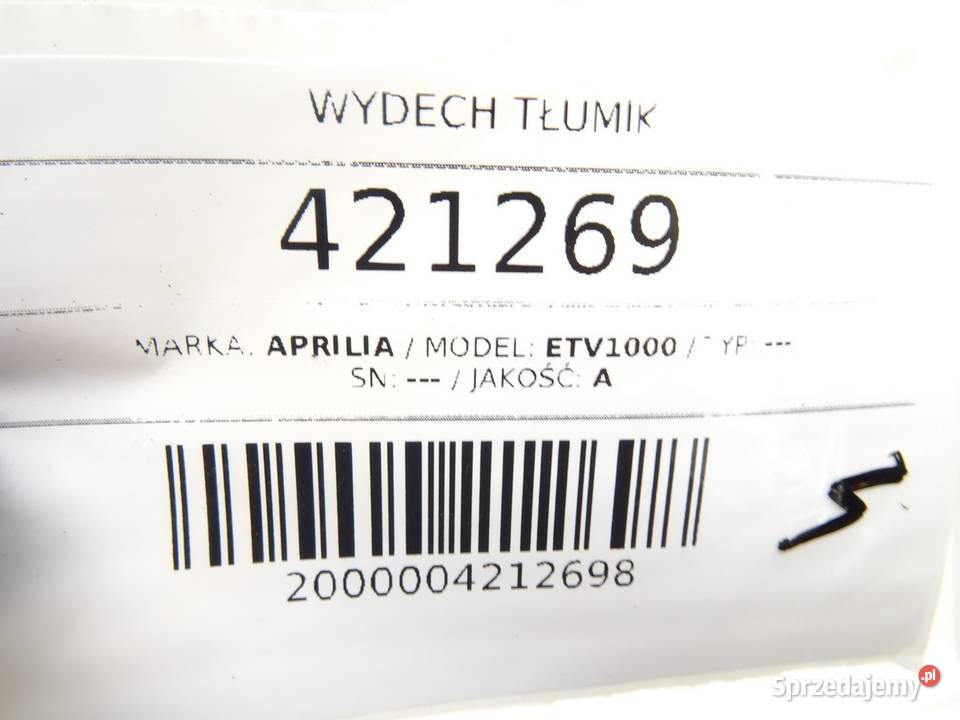 WYDECH TŁUMIK
421269
MARKA: APRILIA / MODEL: ETV1000 / TYP: ---
SN: --- / JAKOŚĆ: A
2000004212698
Sprzedajemy.pl